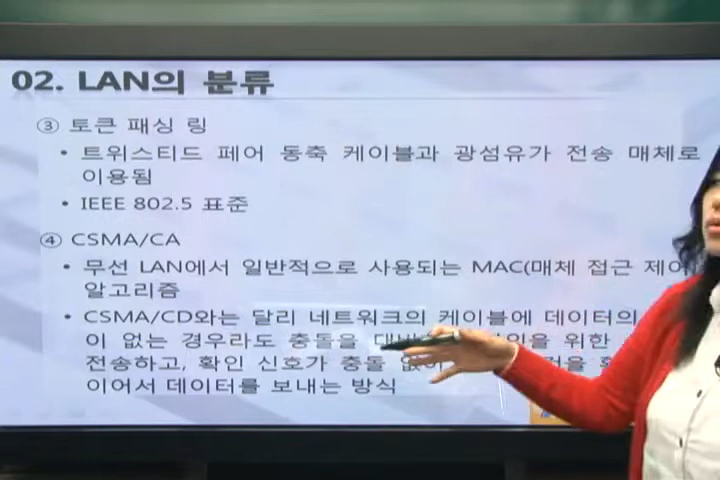 02. LAN의 분류
③ 토큰 패싱 링
• 트위스티드 페어 동축 케이블과 광섬유가 전송 매체로
이용됨
• IEEE 802.5 표준
④ CSMA/CA
• 무선 LAN에서 일반적으로 사용되는 MAC(매체 접근 제어)
알고리즘
• CSMA/CD와는 달리 네트워크의 케이블에 데이터의
이 없는 경우라도 충돌을 위한
전송하고, 확인 신호가 충돌 없이
이어서 데이터를 보내는 방식